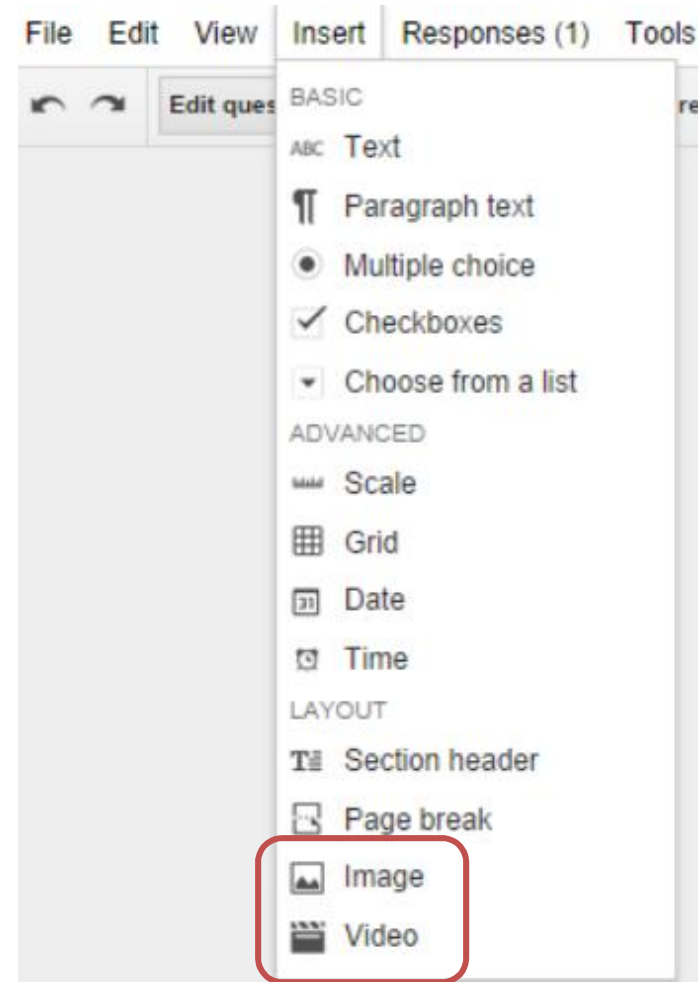 File Edit View Insert Responses (1) Tools
Edit ques
BASIC
ABC Text
Paragraph text
Multiple choice
Checkboxes
Choose from a list
ADVANCED
Scale
Grid
31 Date
Time
LAYOUT
Section header
Page break
Image
Video